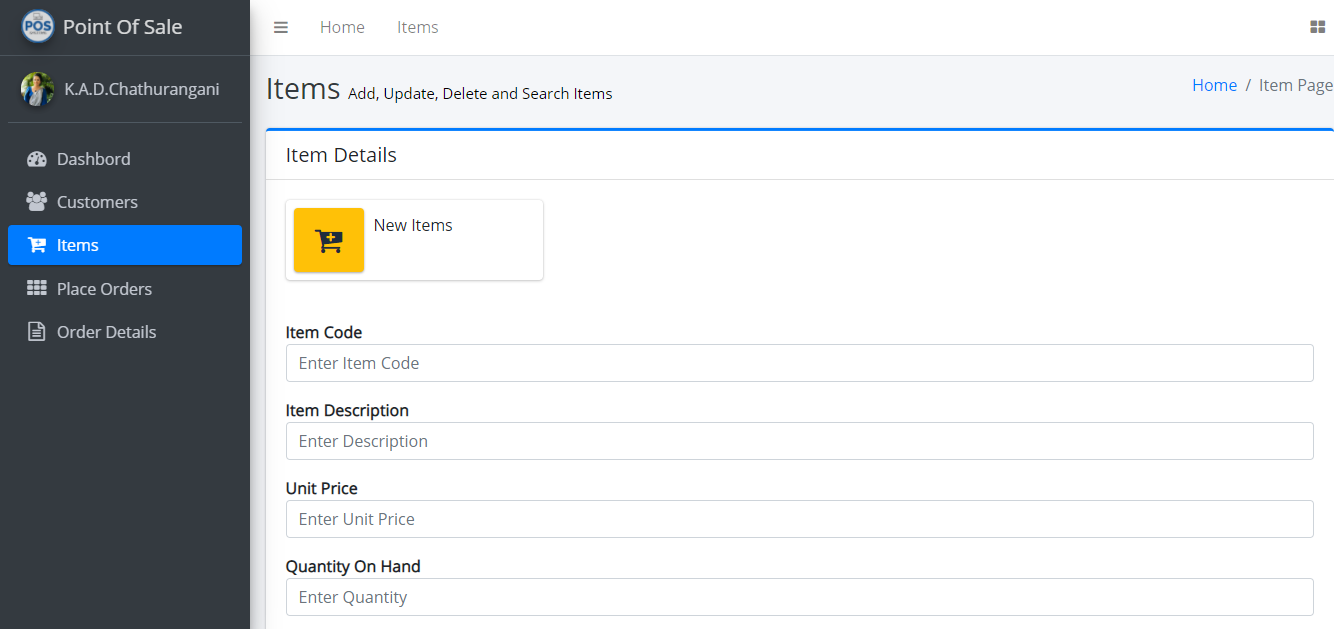 POS
Point Of Sale
Home
Items
K.A.D.Chathurangani
Items Add, Update, Delete and Search Items
Home / Item Page
Dashbord
Customers
Items
Place Orders
Order Details
Item Details
New Items
Item Code
Enter Item Code
Item Description
Enter Description
Unit Price
Enter Unit Price
Quantity On Hand
Enter Quantity